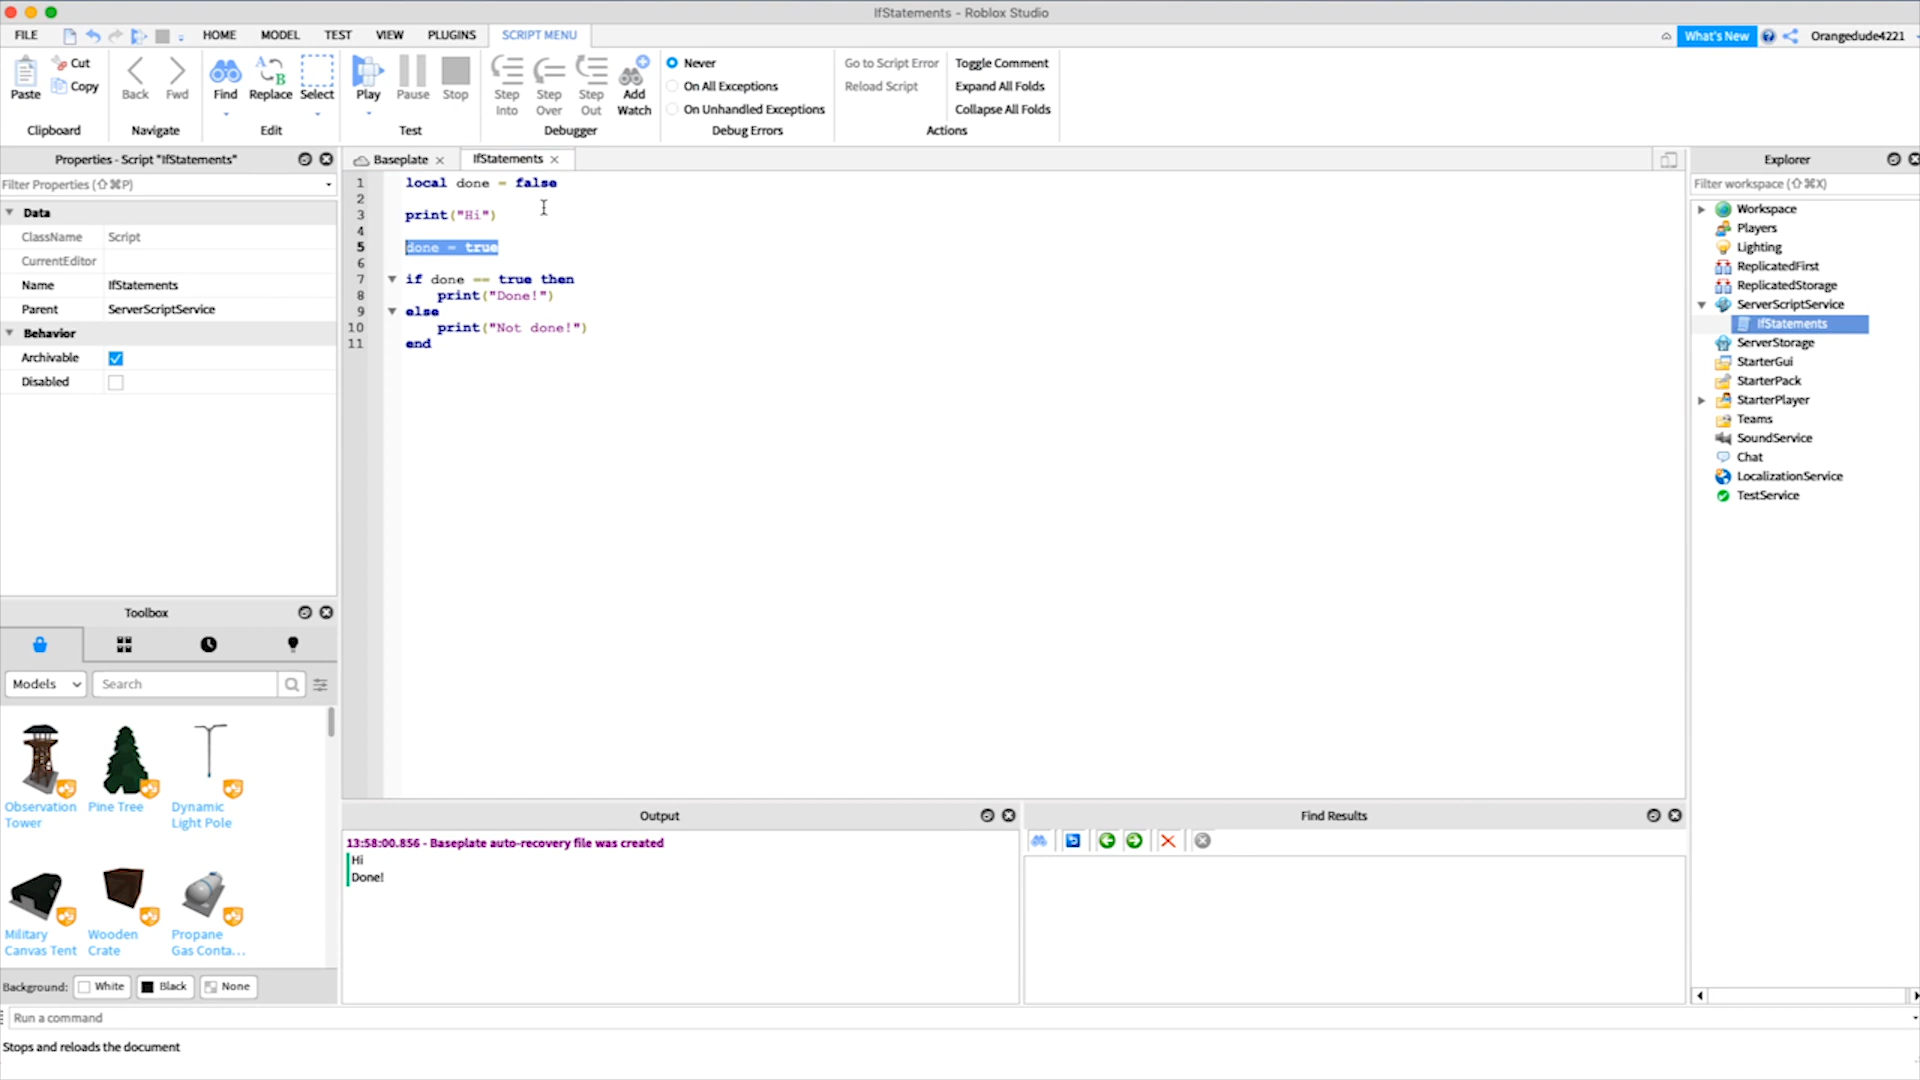 IfStatements - Roblox Studio
FILE HOME MODEL TEST VIEW PLUGINS SCRIPT MENU What's New Orangedude4221
Paste Cut Copy Clipboard
Back Fwd Navigate
Find Replace Select Edit
Play Pause Stop Test
Step Into Step Over Step Out Add Watch Debugger
Never
On All Exceptions
On Unhandled Exceptions
Debug Errors
Go to Script Error
Reload Script
Toggle Comment
Expand All Folds
Collapse All Folds
Actions
Properties - Script "IfStatements"
Filter Properties (⇧⌘P)
Data
ClassName Script
CurrentEditor
Name IfStatements
Parent ServerScriptService
Behavior
Archivable
Disabled
Toolbox
Models Search
Observation Tower
Pine Tree
Dynamic Light Pole
Military Canvas Tent
Wooden Crate
Propane Gas Conta...
Background: White Black None
Baseplate IfStatements
1 local done = false
2
3 print("Hi")
4
5 done = true
6
7 if done == true then
8 print("Done!")
9 else
10 print("Not done!")
11 end
Output
13:58:00.856 - Baseplate auto-recovery file was created
Hi
Done!
Find Results
Explorer
Filter workspace (⇧⌘X)
Workspace
Players
Lighting
ReplicatedFirst
ReplicatedStorage
ServerScriptService
IfStatements
ServerStorage
StarterGui
StarterPack
StarterPlayer
Teams
SoundService
Chat
LocalizationService
TestService
Run a command
Stops and reloads the document